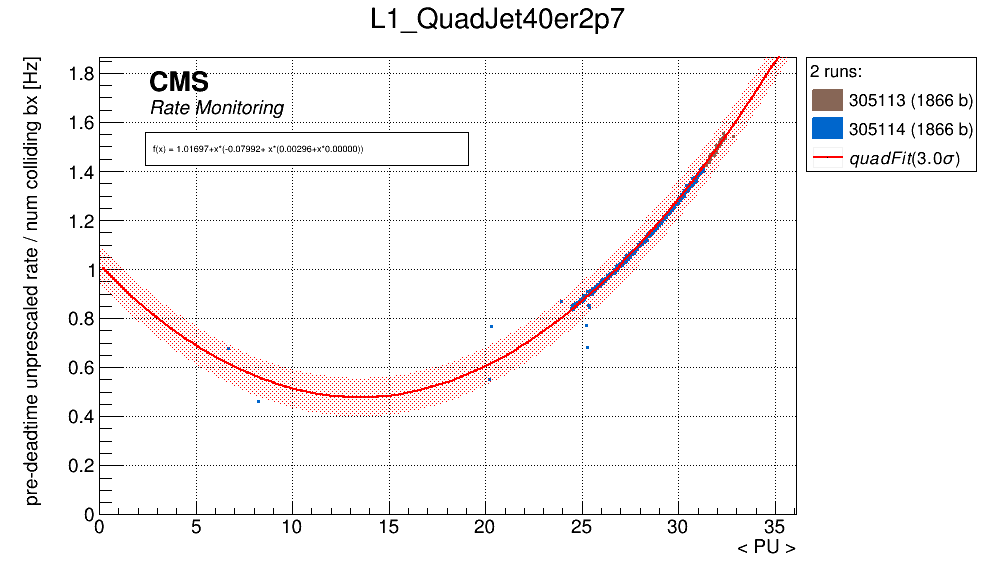 L1_QuadJet40er2p7
pre-deadtime unprescaled rate / num colliding bx [Hz]
CMS
Rate Monitoring
f(x) = 1.01697+x*(-0.07992+ x*(0.00296+x*0.00000))
1.8
1.6
1.4
1.2
1
0.8
0.6
0.4
0.2
0
0 5 10 15 20 25 30 35
< PU >
2 runs:
305113 (1866 b)
305114 (1866 b)
quadFit(3.0σ)